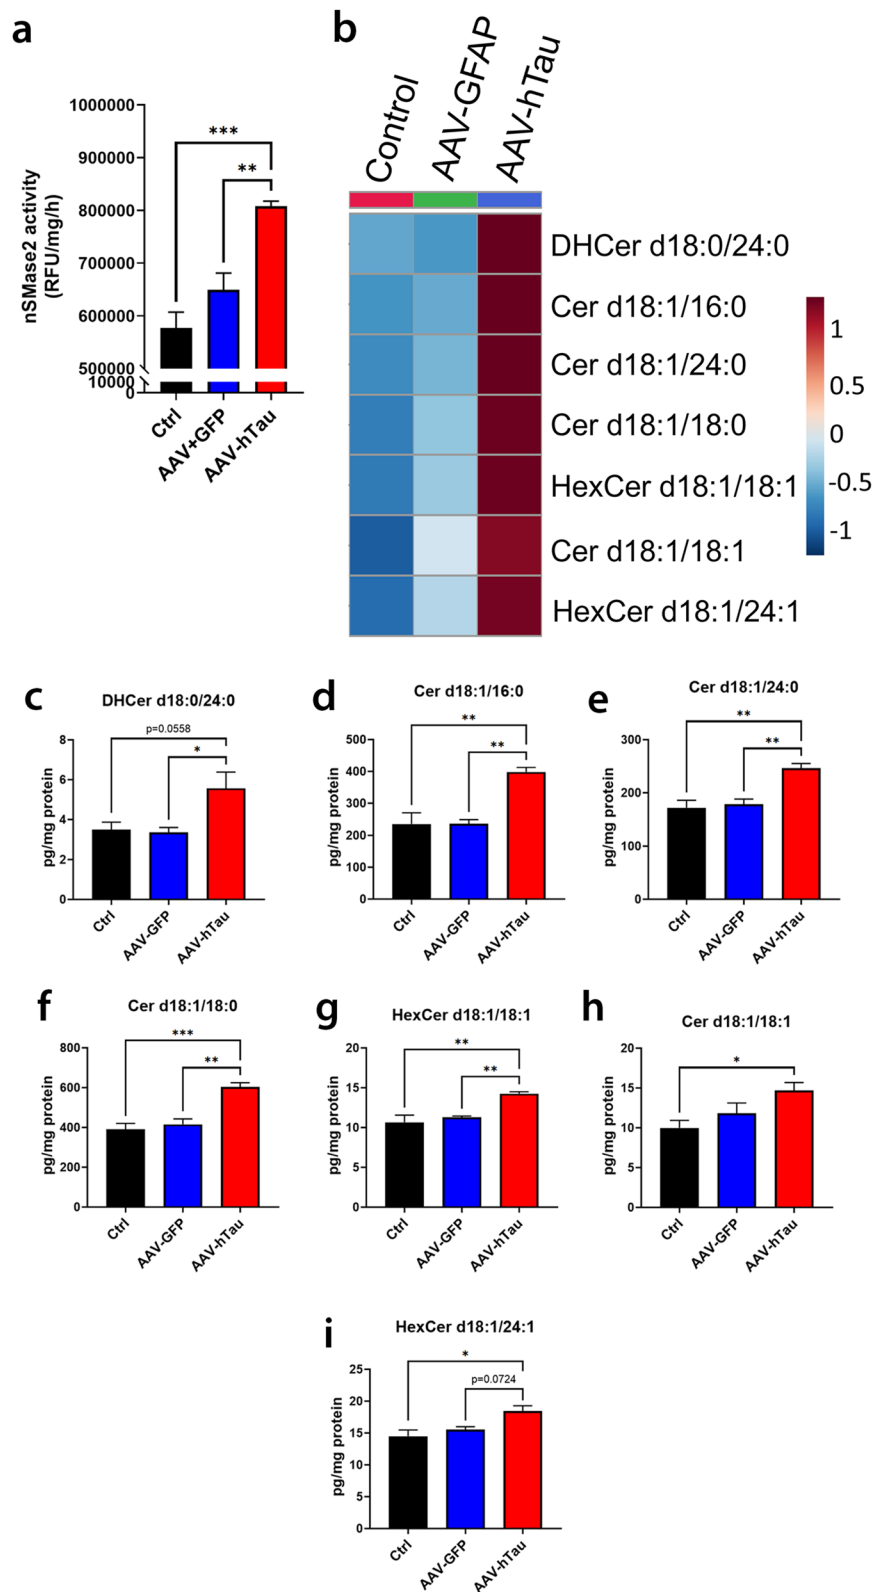 a
1000000
900000
800000
700000
600000
500000
10000
0
nSMase2 activity
(RFU/mg/h)
***
**
Ctrl
AAV+GFP
AAV-hTau
b
Control
AAV-GFAP
AAV-hTau
DHCer d18:0/24:0
Cer d18:1/16:0
Cer d18:1/24:0
Cer d18:1/18:0
HexCer d18:1/18:1
Cer d18:1/18:1
HexCer d18:1/24:1
1
0.5
0
-0.5
-1
c
DHCer d18:0/24:0
p=0.0558
*
8
6
4
2
0
pg/mg protein
Ctrl
AAV-GFP
AAV-hTau
d
Cer d18:1/16:0
**
**
500
400
300
200
100
0
pg/mg protein
Ctrl
AAV-GFP
AAV-hTau
e
Cer d18:1/24:0
**
**
300
200
100
0
pg/mg protein
Ctrl
AAV-GFP
AAV-hTau
f
Cer d18:1/18:0
***
**
800
600
400
200
0
pg/mg protein
Ctrl
AAV-GFP
AAV-hTau
g
HexCer d18:1/18:1
**
**
20
15
10
5
0
pg/mg protein
Ctrl
AAV-GFP
AAV-hTau
h
Cer d18:1/18:1
*
20
15
10
5
0
pg/mg protein
Ctrl
AAV-GFP
AAV-hTau
i
HexCer d18:1/24:1
*
p=0.0724
25
20
15
10
5
0
pg/mg protein
Ctrl
AAV-GFP
AAV-hTau